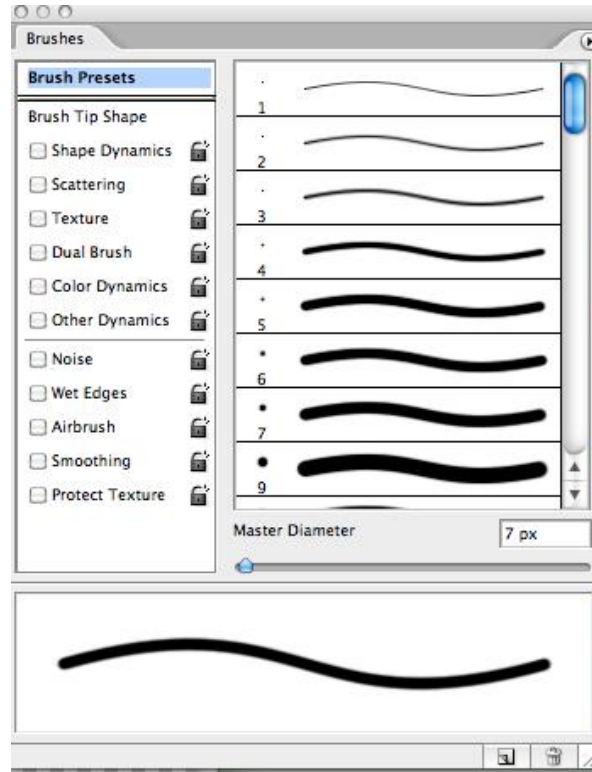 Brushes
Brush Presets
Brush Tip Shape
Shape Dynamics
Scattering
Texture
Dual Brush
Color Dynamics
Other Dynamics
Noise
Wet Edges
Airbrush
Smoothing
Protect Texture
1
2
3
4
5
6
7
9
Master Diameter
7 px